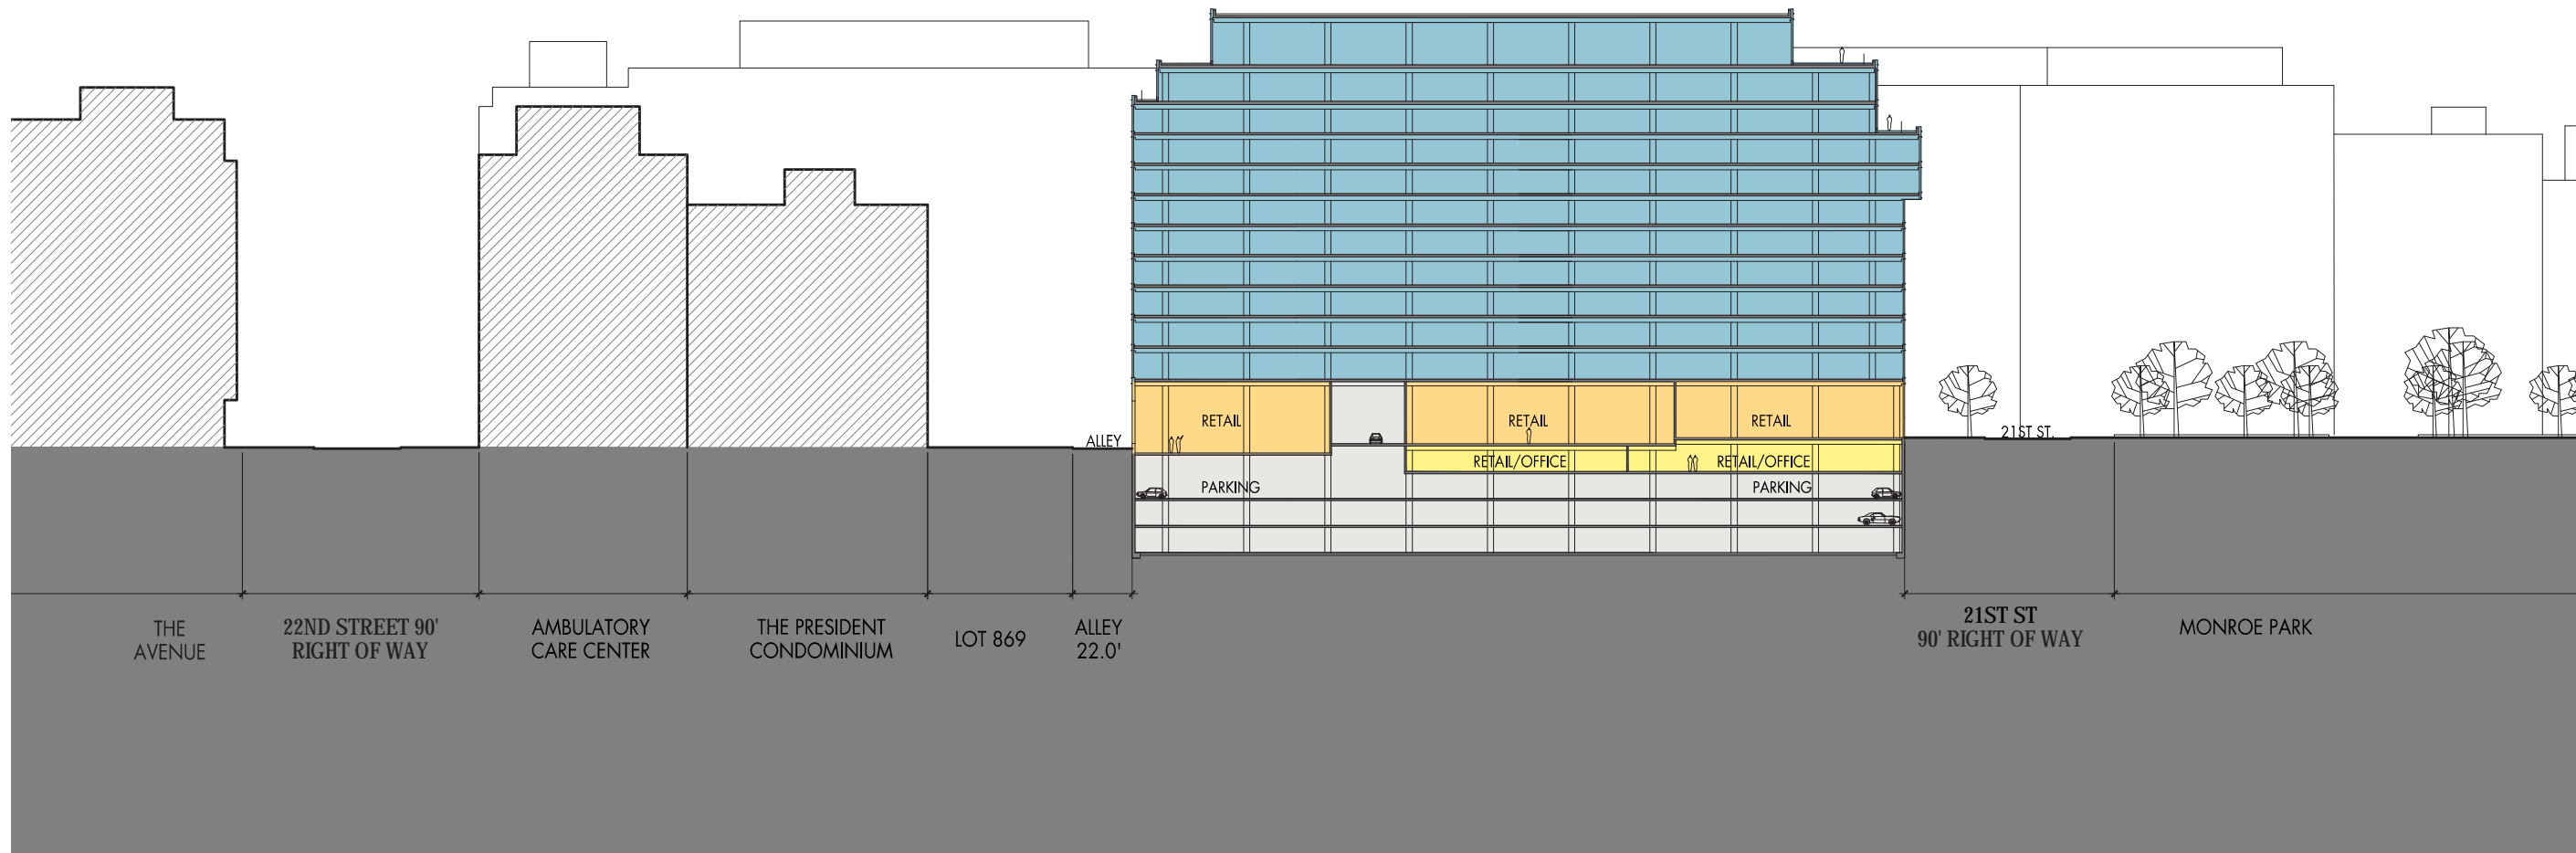 RETAIL
RETAIL
RETAIL
ALLEY
21ST ST.
RETAIL/OFFICE
RETAIL/OFFICE
PARKING
PARKING
THE
AVENUE
22ND STREET 90'
RIGHT OF WAY
AMBULATORY
CARE CENTER
THE PRESIDENT
CONDOMINIUM
LOT 869
ALLEY
22.0'
21ST ST
90' RIGHT OF WAY
MONROE PARK